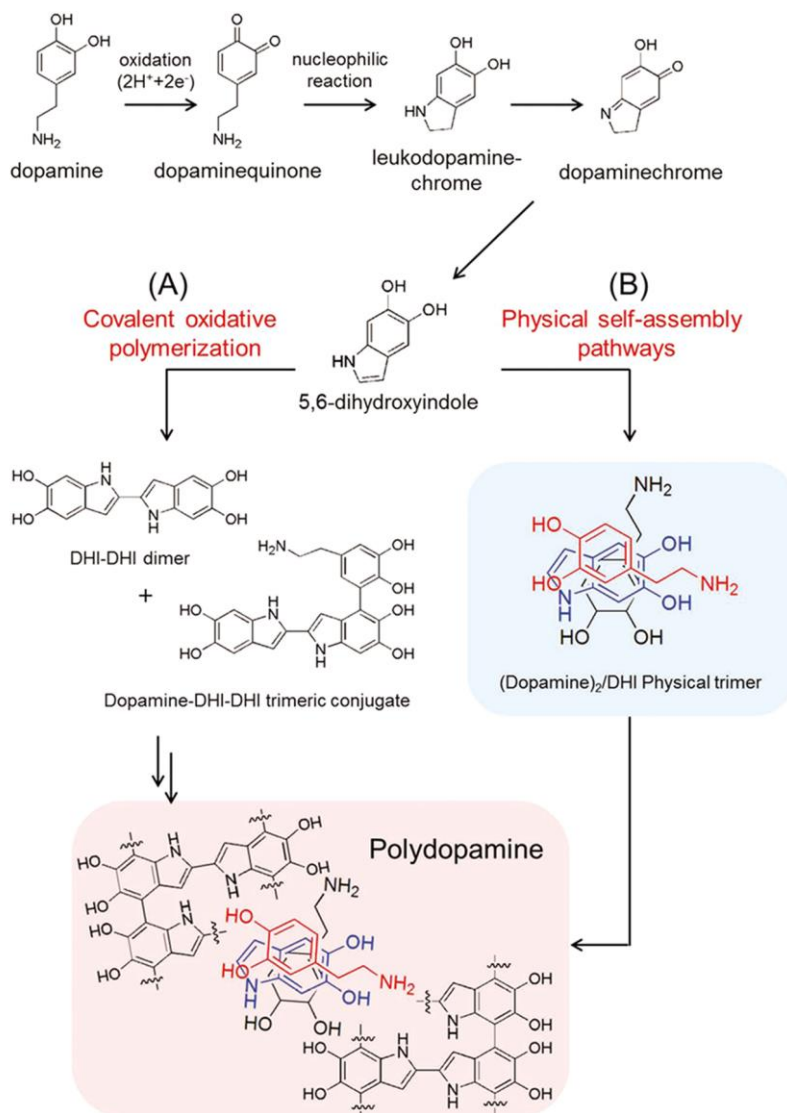 OH
OH
NH₂
dopamine
oxidation
(2H⁺+2e⁻)
O
O
NH₂
dopaminequinone
nucleophilic
reaction
OH
OH
HN
leukodopamine-
chrome
OH
O
N
dopaminechrome
(A)
Covalent oxidative
polymerization
OH
OH
HN
5,6-dihydroxyindole
(B)
Physical self-assembly
pathways
HO
HO
H
N
N
H
OH
OH
DHI-DHI dimer
+
H₂N
OH
OH
HO
HO
H
N
N
H
OH
OH
Dopamine-DHI-DHI trimeric conjugate
NH₂
HO
HO
OH
NH₂
N
H
OH
HO
OH
(Dopamine)₂/DHI Physical trimer
Polydopamine
HO
HO
H
N
N
H
OH
OH
HO
HO
H
N
NH₂
HO
HO
OH
NH₂
N
H
OH
HO
OH
N
H
OH
OH
HO
HO
H
N
N
H
OH
OH